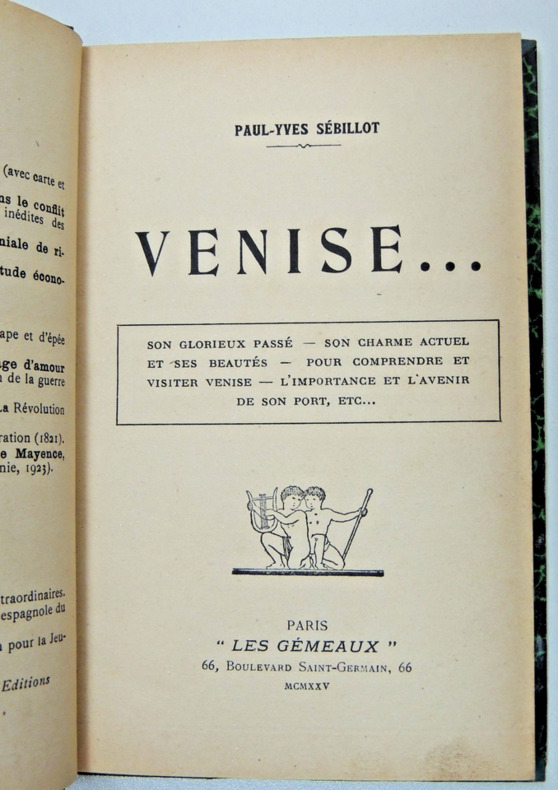 (avec carte et
ns le conflit
inédites des
niale de ri-
tude écono-
ape et d'épée
age d'amour
n de la guerre
La Révolution
ration (1821).
e Mayence,
nie, 1923).
traordinaires.
espagnole du
pour la Jeu-
Editions
PAUL-YVES SÉBILLOT
VENISE...
SON GLORIEUX PASSÉ — SON CHARME ACTUEL
ET SES BEAUTÉS — POUR COMPRENDRE ET
VISITER VENISE — L'IMPORTANCE ET L'AVENIR
DE SON PORT, ETC...
PARIS
“ LES GÉMEAUX ”
66, BOULEVARD SAINT-GERMAIN, 66
MCMXXV